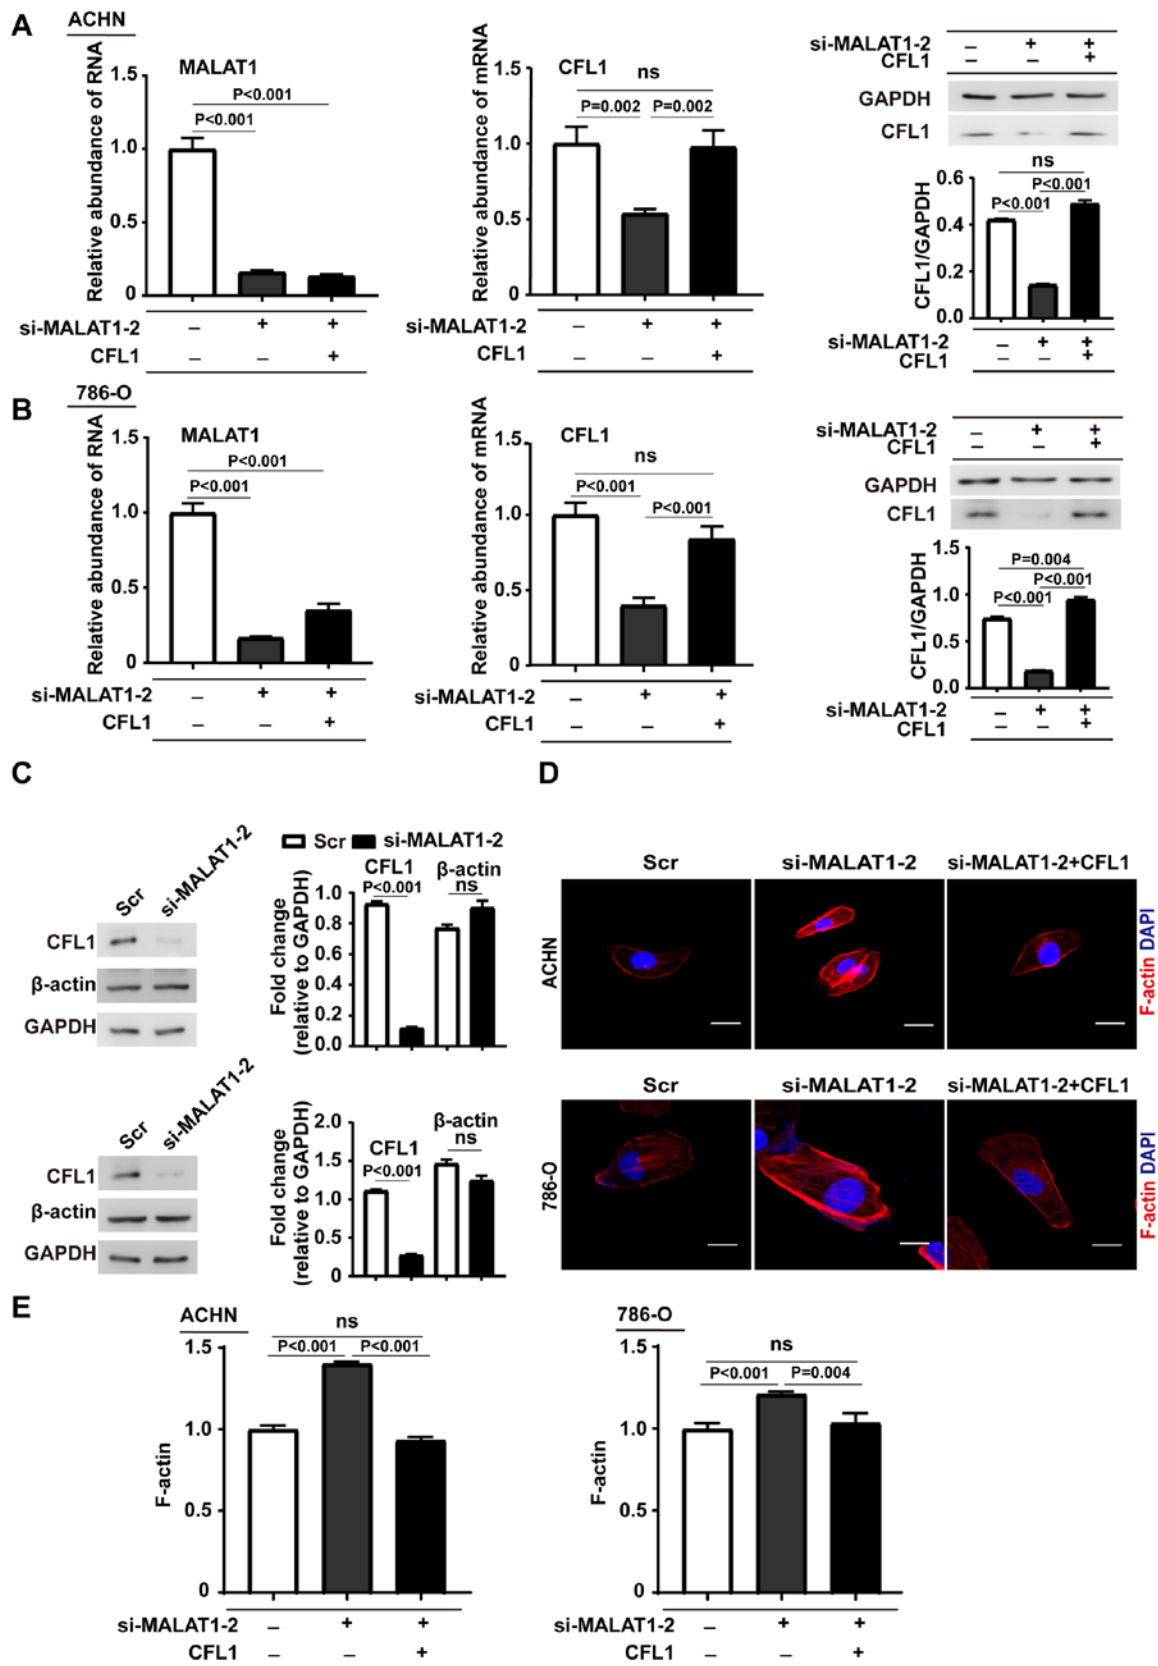 A
ACHN
Relative abundance of RNA
MALAT1
1.5
1.0
0.5
0
P<0.001
P<0.001
si-MALAT1-2 – + +
CFL1 – – +
Relative abundance of mRNA
CFL1
1.5
1.0
0.5
0
ns
P=0.002 P=0.002
+ +
– – +
si-MALAT1-2 – + +
CFL1 – – +
si-MALAT1-2 – + +
CFL1 – – +
GAPDH
CFL1
CFL1/GAPDH
0.6
0.4
0.2
0.0
ns
P<0.001
P<0.001
si-MALAT1-2 – + +
CFL1 – – +
B
786-O
Relative abundance of RNA
MALAT1
1.5
1.0
0.5
0
P<0.001
P<0.001
si-MALAT1-2 – + +
CFL1 – – +
Relative abundance of mRNA
CFL1
1.5
1.0
0.5
0
ns
P<0.001
P<0.001
si-MALAT1-2 – + +
CFL1 – – +
si-MALAT1-2 – + +
CFL1 – – +
GAPDH
CFL1
CFL1/GAPDH
1.5
1.0
0.5
0.0
P=0.004
P<0.001
P<0.001
si-MALAT1-2 – + +
CFL1 – – +
C
Scr si-MALAT1-2
CFL1
β-actin
GAPDH
Scr si-MALAT1-2
CFL1 β-actin
P<0.001 ns
Fold change
(relative to GAPDH)
1.0
0.8
0.6
0.4
0.2
0.0
Scr si-MALAT1-2
CFL1
β-actin
GAPDH
Fold change
(relative to GAPDH)
2.0
1.5
1.0
0.5
0
β-actin
ns
CFL1
P<0.001
D
Scr si-MALAT1-2 si-MALAT1-2+CFL1
ACHN
F-actin DAPI
Scr si-MALAT1-2 si-MALAT1-2+CFL1
786-O
F-actin DAPI
E
ACHN
F-actin
1.5
1.0
0.5
0
ns
P<0.001 P<0.001
si-MALAT1-2 – + +
CFL1 – – +
786-O
F-actin
1.5
1.0
0.5
0
ns
P<0.001 P=0.004
si-MALAT1-2 – + +
CFL1 – – +